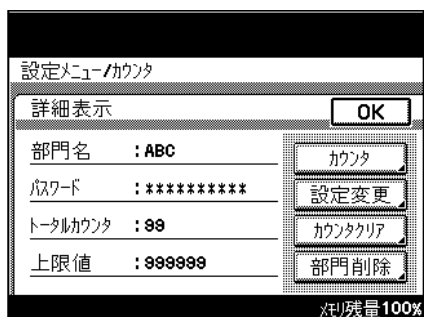 設定メニュー/カウンタ
詳細表示 OK
部門名 :ABC カウンタ
パスワード :********** 設定変更
トータルカウンタ :99 カウンタクリア
上限値 :999999 部門削除
メモリ残量100%